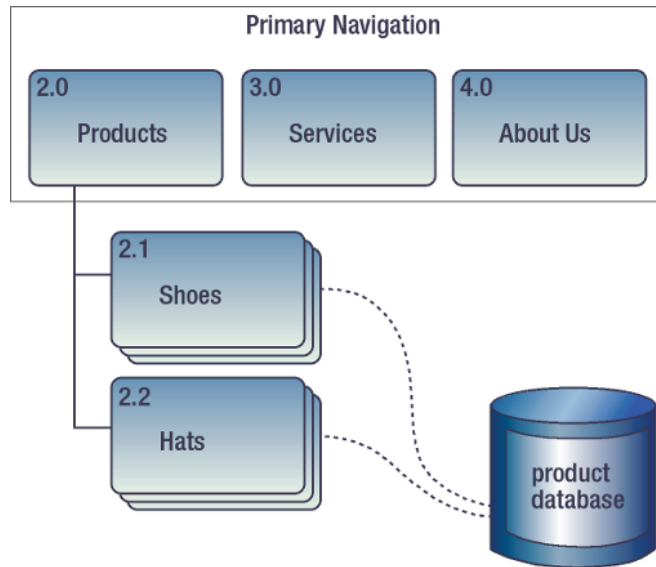 Primary Navigation
2.0
Products
3.0
Services
4.0
About Us
2.1
Shoes
2.2
Hats
product
database